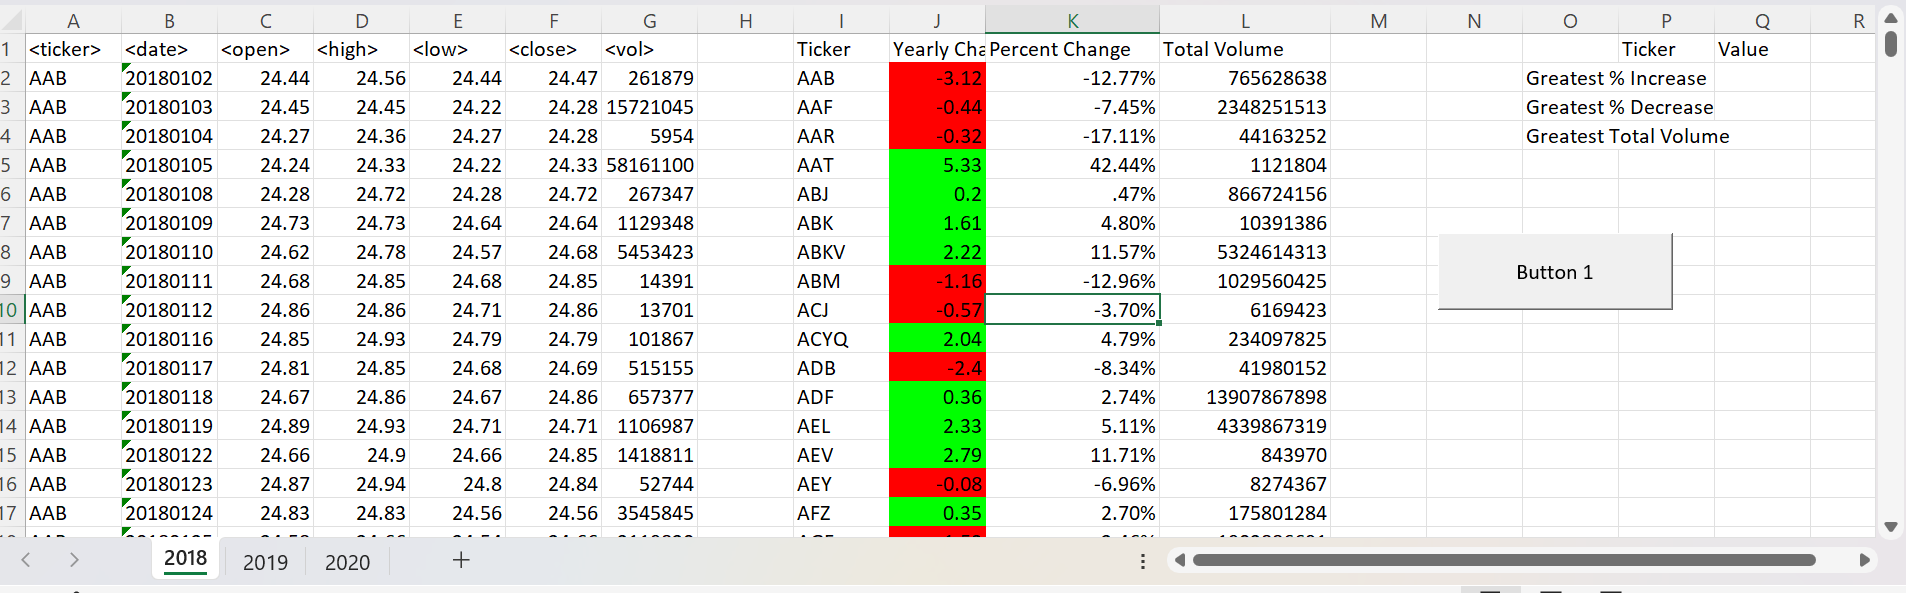 A B C D E F G H I J K L M N O P Q R
1 <ticker> <date> <open> <high> <low> <close> <vol> Ticker Yearly Cha Percent Change Total Volume Ticker Value
2 AAB 20180102 24.44 24.56 24.44 24.47 261879 AAB -3.12 -12.77% 765628638 Greatest % Increase
3 AAB 20180103 24.45 24.45 24.22 24.28 15721045 AAF -0.44 -7.45% 2348251513 Greatest % Decrease
4 AAB 20180104 24.27 24.36 24.27 24.28 5954 AAR -0.32 -17.11% 44163252 Greatest Total Volume
5 AAB 20180105 24.24 24.33 24.22 24.33 58161100 AAT 5.33 42.44% 1121804
6 AAB 20180108 24.28 24.72 24.28 24.72 267347 ABJ 0.2 .47% 866724156
7 AAB 20180109 24.73 24.73 24.64 24.64 1129348 ABK 1.61 4.80% 10391386
8 AAB 20180110 24.62 24.78 24.57 24.68 5453423 ABKV 2.22 11.57% 5324614313
9 AAB 20180111 24.68 24.85 24.68 24.85 14391 ABM -1.16 -12.96% 1029560425 Button 1
10 AAB 20180112 24.86 24.86 24.71 24.86 13701 ACJ -0.57 -3.70% 6169423
11 AAB 20180116 24.85 24.93 24.79 24.79 101867 ACYQ 2.04 4.79% 234097825
12 AAB 20180117 24.81 24.85 24.68 24.69 515155 ADB -2.4 -8.34% 41980152
13 AAB 20180118 24.67 24.86 24.67 24.86 657377 ADF 0.36 2.74% 13907867898
14 AAB 20180119 24.89 24.93 24.71 24.71 1106987 AEL 2.33 5.11% 4339867319
15 AAB 20180122 24.66 24.9 24.66 24.85 1418811 AEV 2.79 11.71% 843970
16 AAB 20180123 24.87 24.94 24.8 24.84 52744 AEY -0.08 -6.96% 8274367
17 AAB 20180124 24.83 24.83 24.56 24.56 3545845 AFZ 0.35 2.70% 175801284
2018 2019 2020